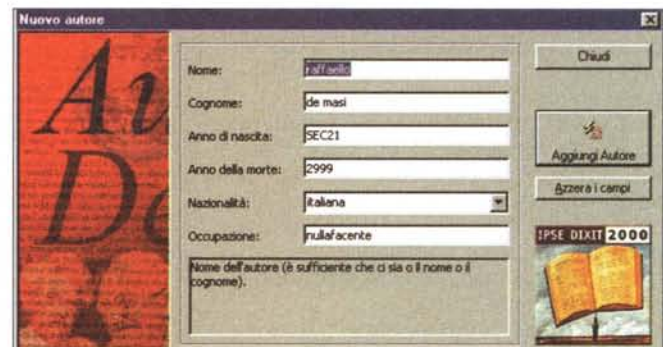 Nuovo autore
Au
De
Nome: raffaello
Cognome: de masi
Anno di nascita: SEC21
Anno della morte: 2999
Nazionalità: italiana
Occupazione: nullafacente
Nome dell'autore (è sufficiente che ci sia o il nome o il
cognome).
Chiudi
Aggiungi Autore
Azzera i campi
IPSE DIXIT 2000